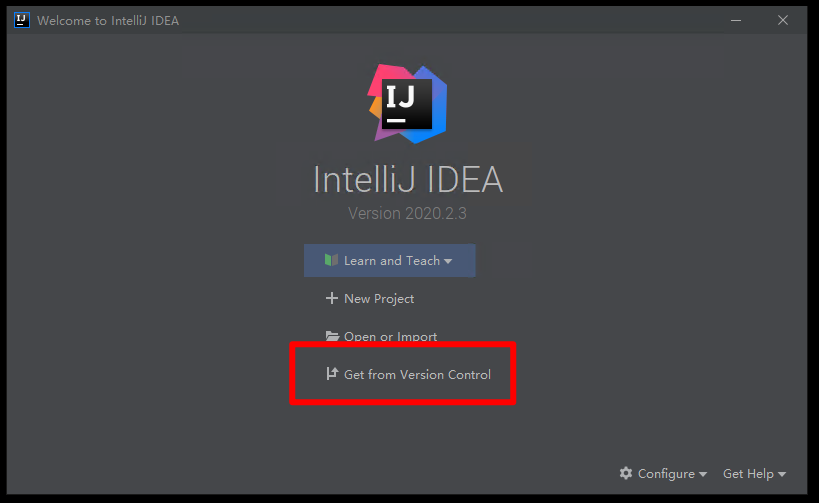 Welcome to IntelliJ IDEA
IJ
IntelliJ IDEA
Version 2020.2.3
Learn and Teach
New Project
Open or Import
Get from Version Control
Configure
Get Help